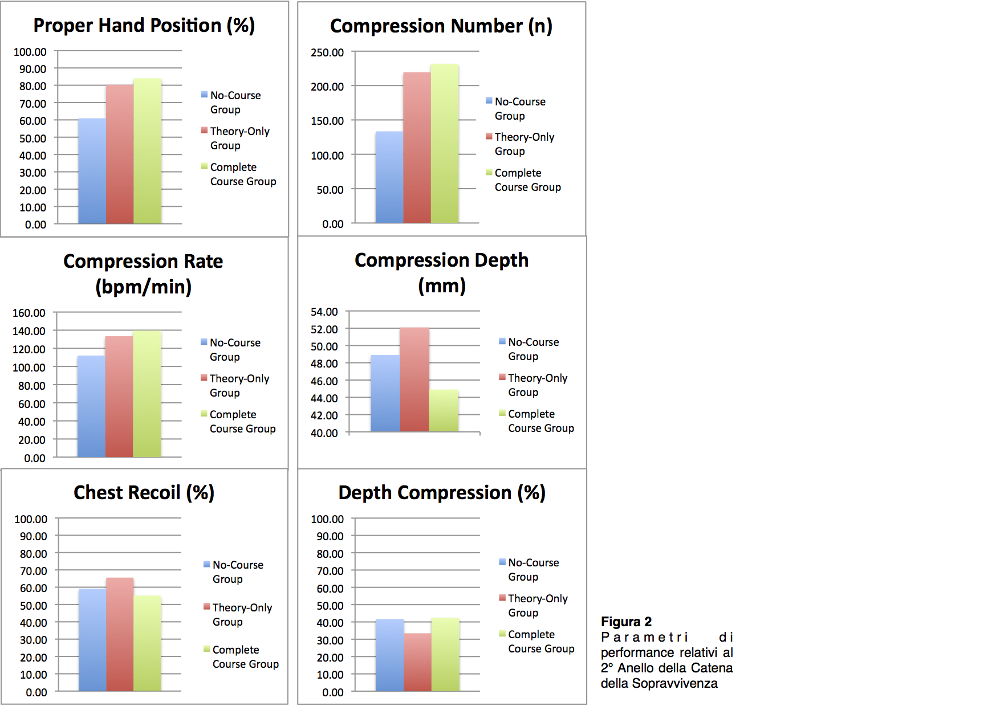 Proper Hand Position (%)
100.00
90.00
80.00
70.00
60.00
50.00
40.00
30.00
20.00
10.00
0.00
No-Course
Group
Theory-Only
Group
Complete
Course Group
Compression Number (n)
250.00
200.00
150.00
100.00
50.00
0.00
No-Course
Group
Theory-Only
Group
Complete
Course Group
Compression Rate
(bpm/min)
160.00
140.00
120.00
100.00
80.00
60.00
40.00
20.00
0.00
No-Course
Group
Theory-Only
Group
Complete
Course Group
Compression Depth
(mm)
54.00
52.00
50.00
48.00
46.00
44.00
42.00
40.00
No-Course
Group
Theory-Only
Group
Complete
Course Group
Chest Recoil (%)
100.00
90.00
80.00
70.00
60.00
50.00
40.00
30.00
20.00
10.00
0.00
No-Course
Group
Theory-Only
Group
Complete
Course Group
Depth Compression (%)
100.00
90.00
80.00
70.00
60.00
50.00
40.00
30.00
20.00
10.00
0.00
No-Course
Group
Theory-Only
Group
Complete
Course Group
Figura 2
Parametri di
performance relativi al
2° Anello della Catena
della Sopravvivenza